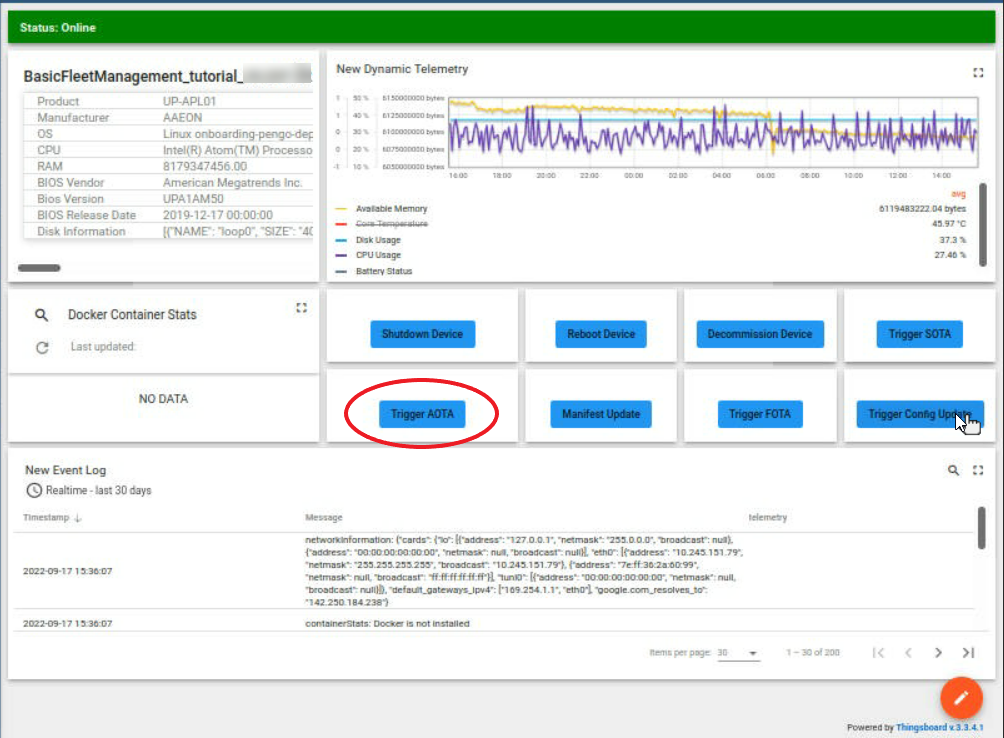 Status: Online
BasicFleetManagement_tutorial_
Product UP-APL01
Manufacturer AAEON
OS Linux onboarding-pengo-dep
CPU Intel(R) Atom(TM) Processo
RAM 8179347456.00
BIOS Vendor American Megatrends Inc.
Bios Version UPA1AM50
BIOS Release Date 2019-12-17 00:00:00
Disk Information [{"NAME": "loop0", "SIZE": "40
New Dynamic Telemetry
1 50 % 6150000000 bytes
1 40 % 6125000000 bytes
0 30 % 6100000000 bytes
0 20 % 6075000000 bytes
-1 10 % 6050000000 bytes
16:00 18:00 20:00 22:00 00:00 02:00 04:00 06:00 08:00 10:00 12:00 14:00
avg
Available Memory 6119483222.04 bytes
Core Temperature 45.97 °C
Disk Usage 37.3 %
CPU Usage 27.46 %
Battery Status
Docker Container Stats
Last updated:
NO DATA
Shutdown Device Reboot Device Decommission Device Trigger SOTA
Trigger AOTA Manifest Update Trigger FOTA Trigger Config Update
New Event Log
Realtime - last 30 days
Timestamp ↓ Message telemetry
networkInformation: {"cards": {"lo": [{"address": "127.0.0.1", "netmask": "255.0.0.0", "broadcast": null},
{"address": "00:00:00:00:00:00", "netmask": null, "broadcast": null}], "eth0": [{"address": "10.245.151.79",
"netmask": "255.255.255.255", "broadcast": "10.245.151.79"}, {"address": "7e:ff:36:2a:60:99",
2022-09-17 15:36:07
"netmask": null, "broadcast": "ff:ff:ff:ff:ff:ff"}], "tunl0": [{"address": "00:00:00:00:00:00", "netmask": null,
"broadcast": null}]}, "default_gateways_ipv4": ["169.254.1.1", "eth0"], "google.com_resolves_to":
"142.250.184.238"}
2022-09-17 15:36:07 containerStats: Docker is not installed
Items per page: 30 1 – 30 of 200
Powered by Thingsboard v.3.3.4.1